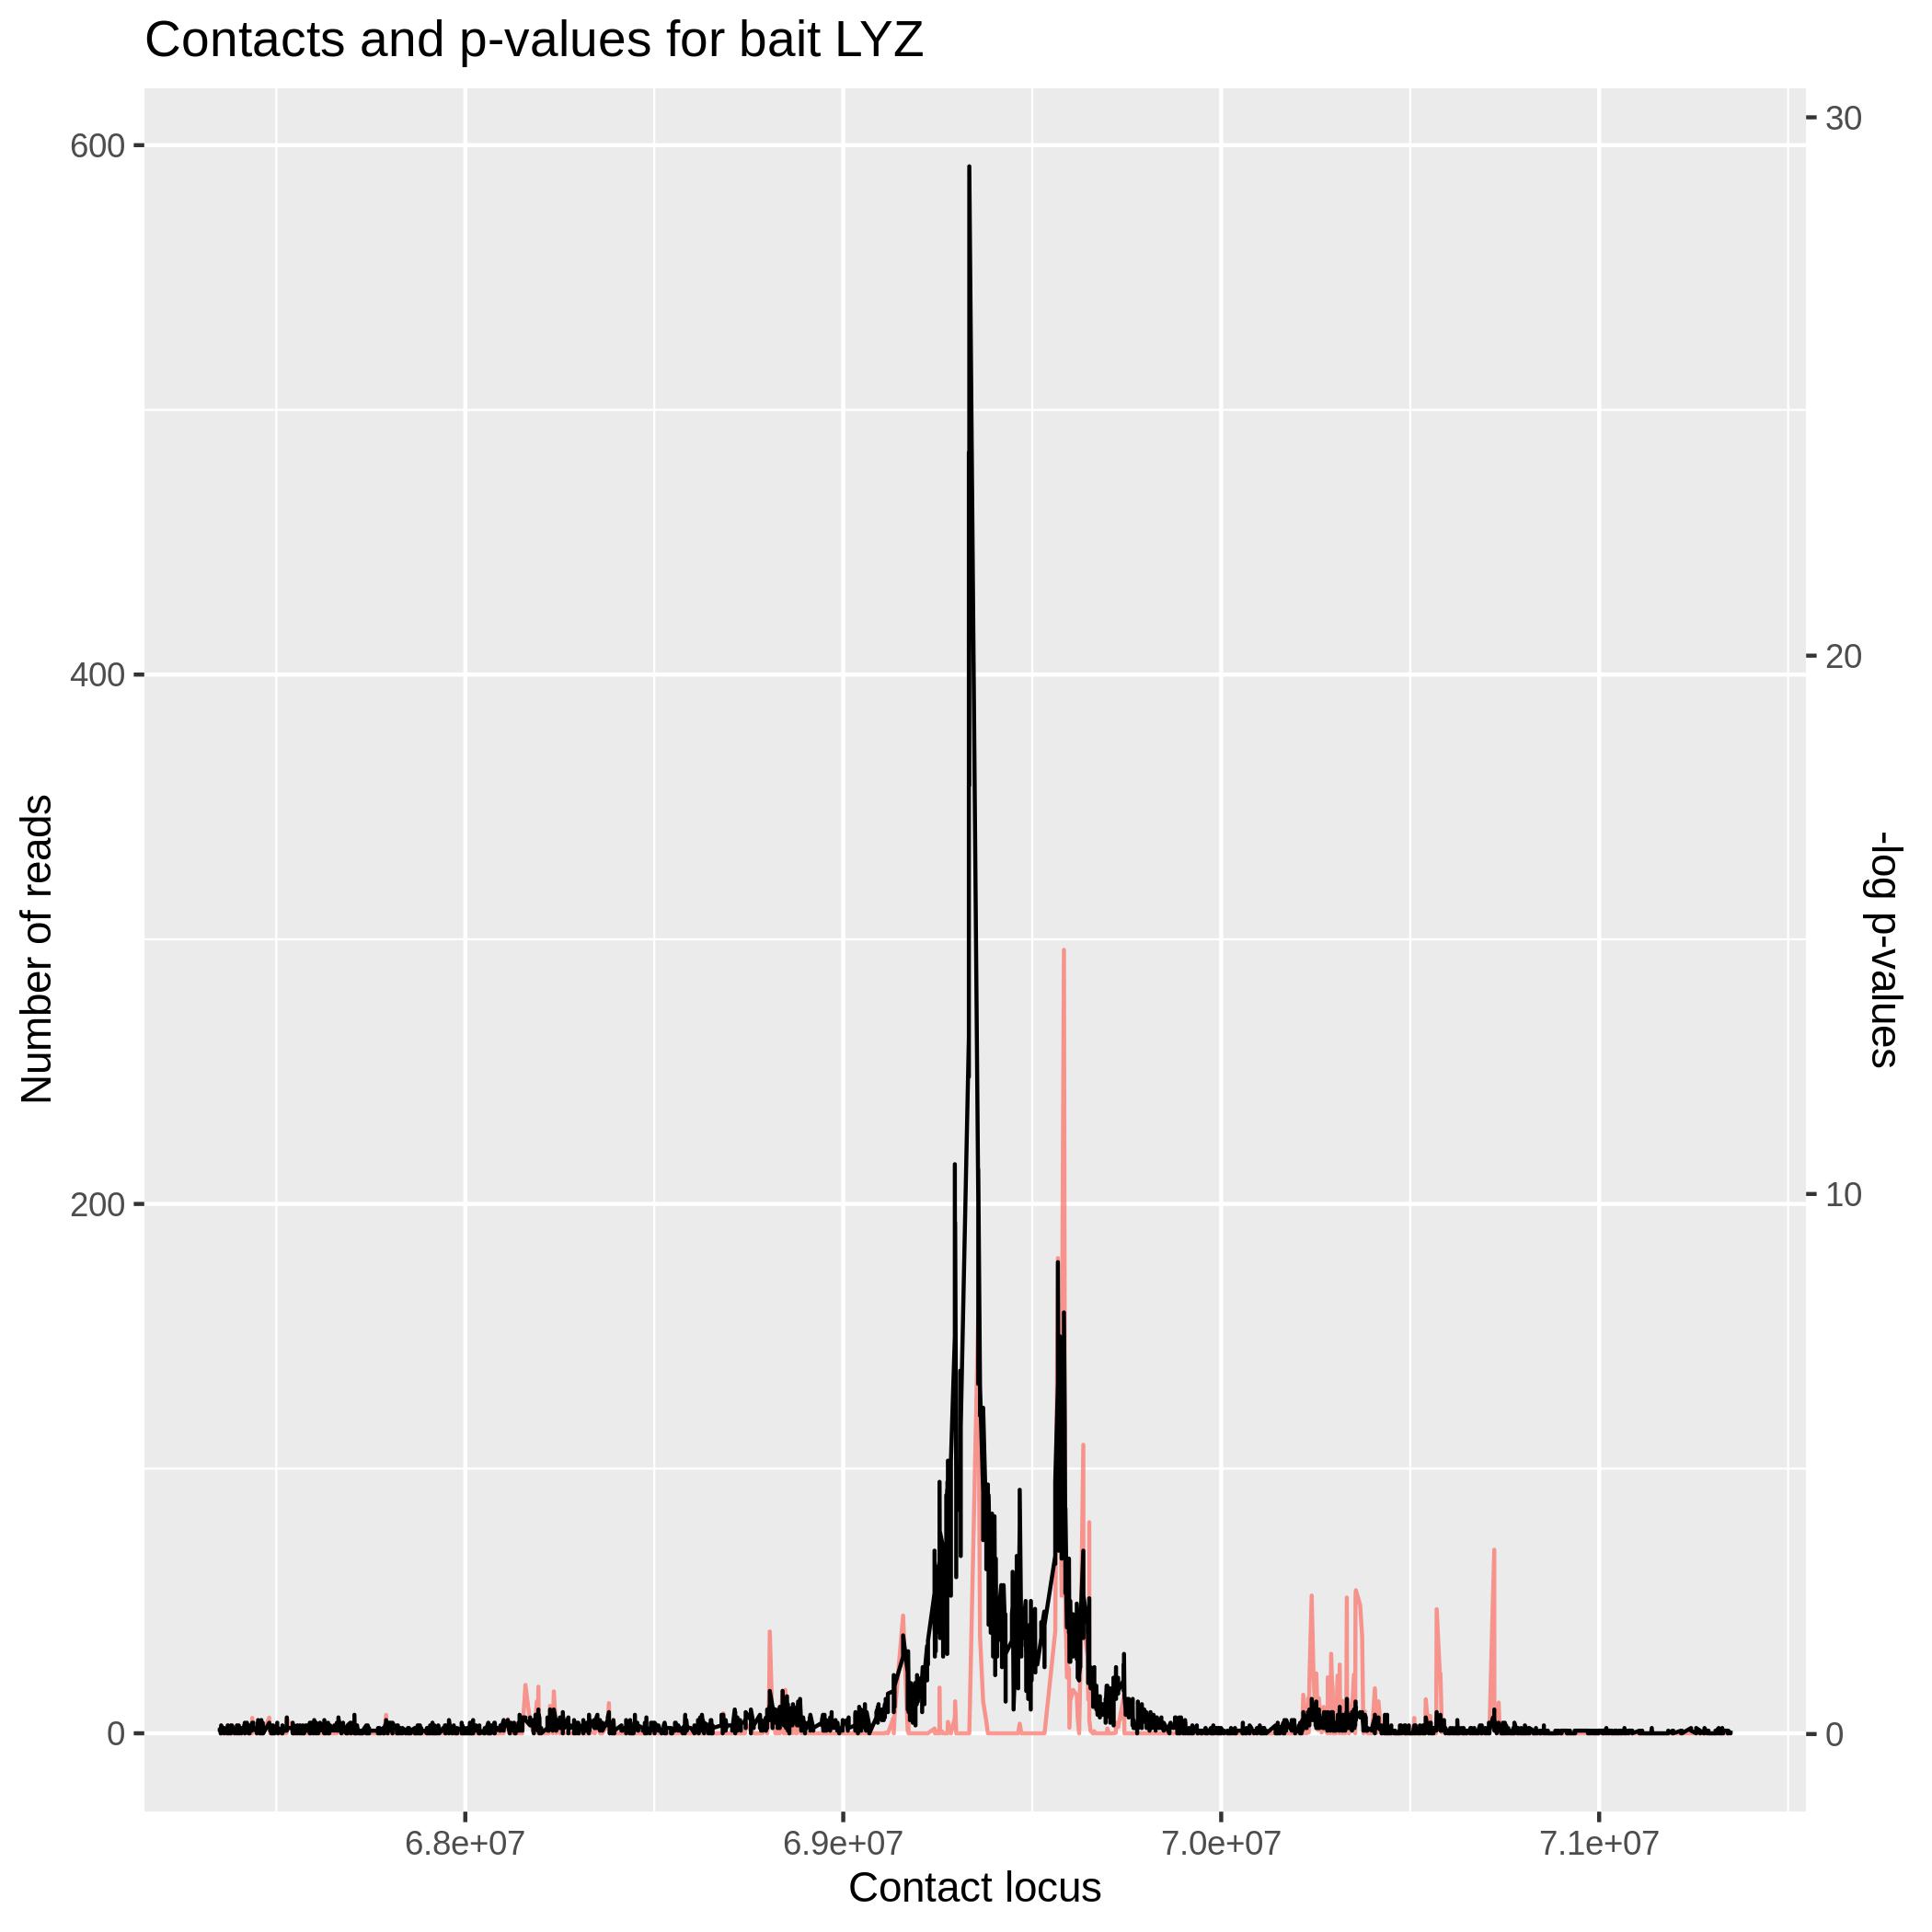 Contacts and p-values for bait LYZ
600
400
200
0
Number of reads
30
20
10
0
-log p-values
6.8e+07 6.9e+07 7.0e+07 7.1e+07
Contact locus